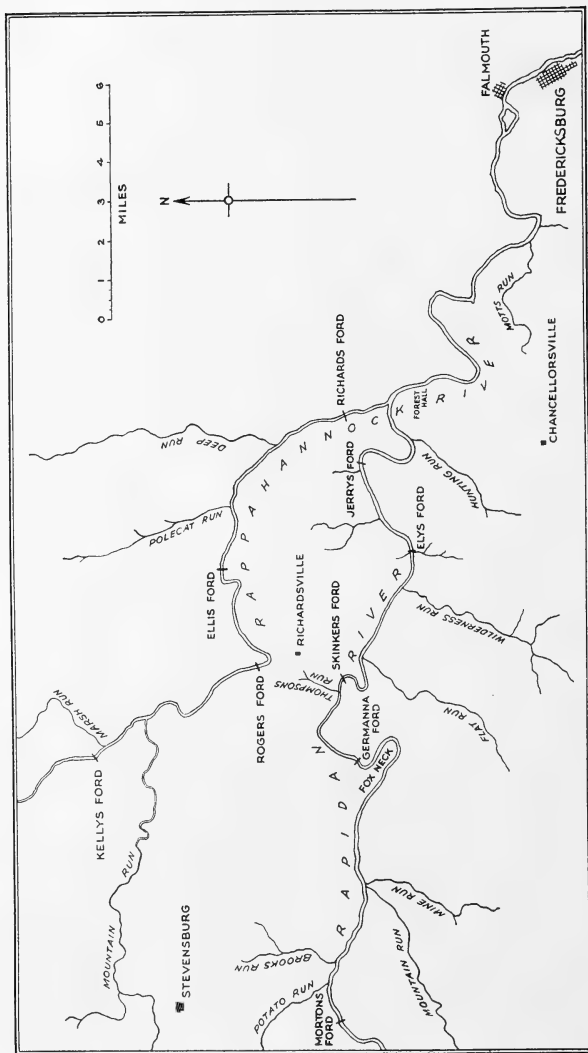 0 1 2 3 4 5 6
MILES
N
KELLYS FORD
MARSH RUN
MOUNTAIN RUN
STEVENSBURG
POLECAT RUN
DEEP RUN
ELLIS FORD
ROGERS FORD
RAPPAHANNOCK RIVER
RICHARDS FORD
RICHARDSVILLE
THOMPSONS RUN
SKINKERS FORD
JERRYS FORD
FOREST HALL
FALMOUTH
FREDERICKSBURG
ELYS FORD
HUNTING RUN
MOTTS RUN
CHANCELLORSVILLE
GERMANNA FORD
FOX NECK
RAPIDAN RIVER
WILDERNESS RUN
FLAT RUN
BROOKS RUN
POTATO RUN
MORTONS FORD
MINE RUN
MOUNTAIN RUN